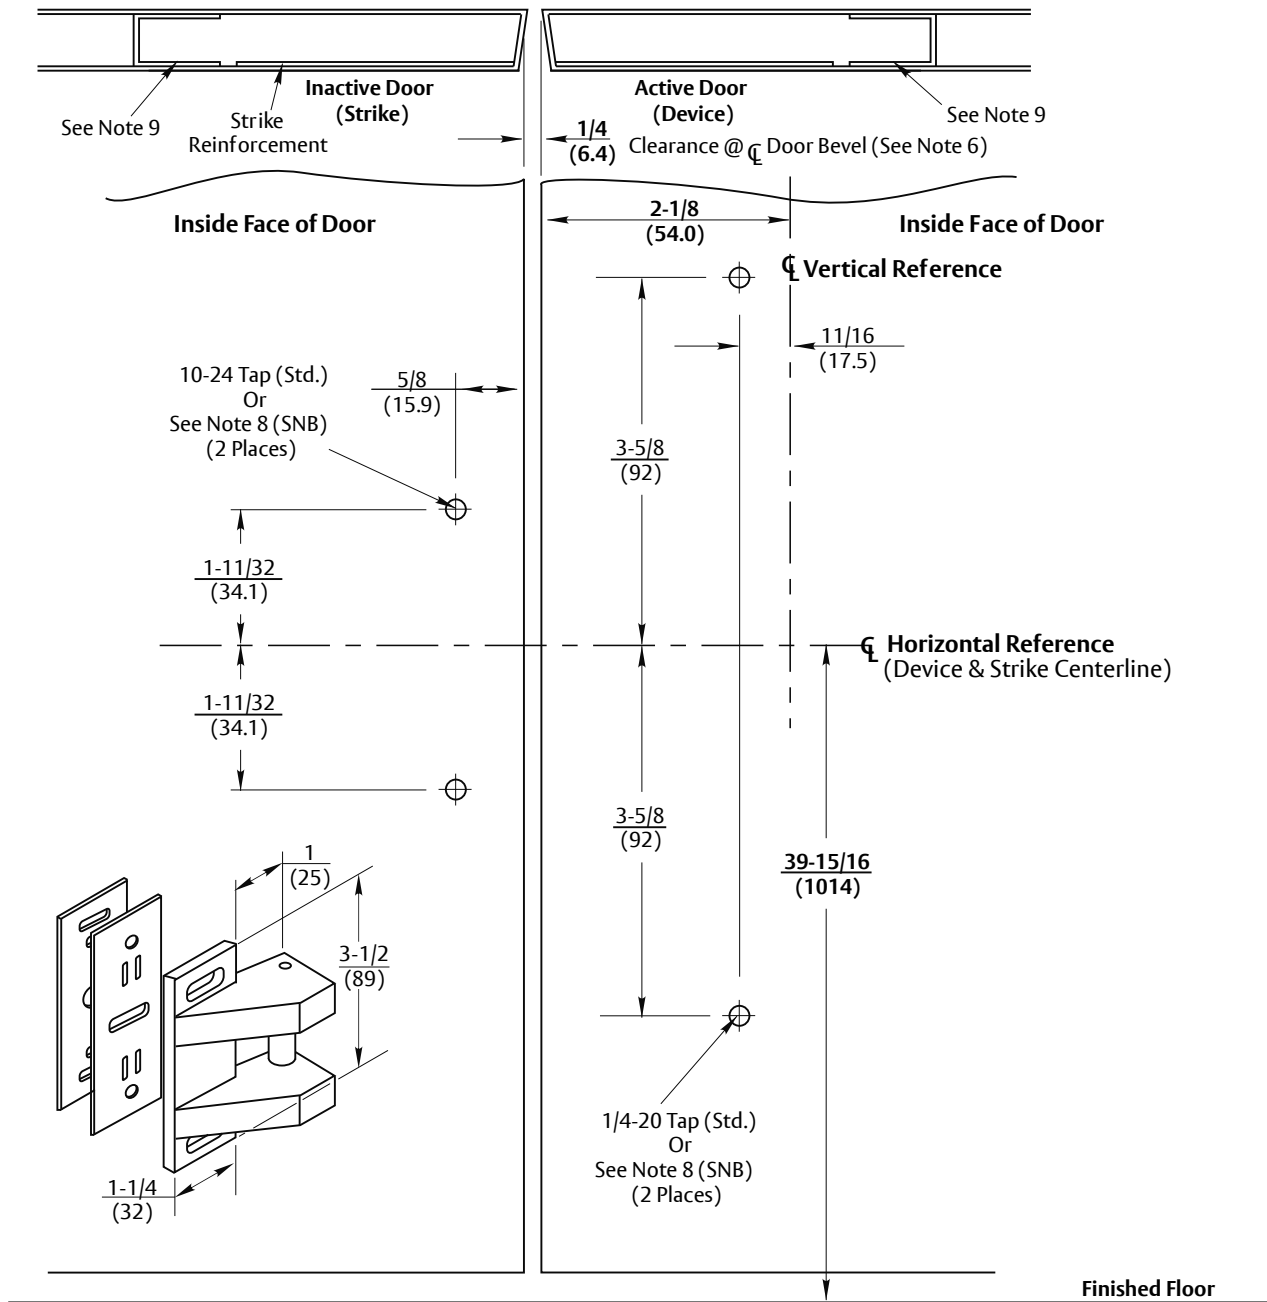 Inactive Door
(Strike)
Active Door
(Device)
See Note 9
Strike
Reinforcement
See Note 9
1/4
(6.4)
Clearance @ ℄ Door Bevel (See Note 6)
Inside Face of Door
2-1/8
(54.0)
Inside Face of Door
℄ Vertical Reference
11/16
(17.5)
10-24 Tap (Std.)
Or
See Note 8 (SNB)
(2 Places)
5/8
(15.9)
3-5/8
(92)
1-11/32
(34.1)
℄ Horizontal Reference
(Device & Strike Centerline)
1-11/32
(34.1)
3-5/8
(92)
39-15/16
(1014)
1
(25)
3-1/2
(89)
1/4-20 Tap (Std.)
Or
See Note 8 (SNB)
(2 Places)
1-1/4
(32)
Finished Floor